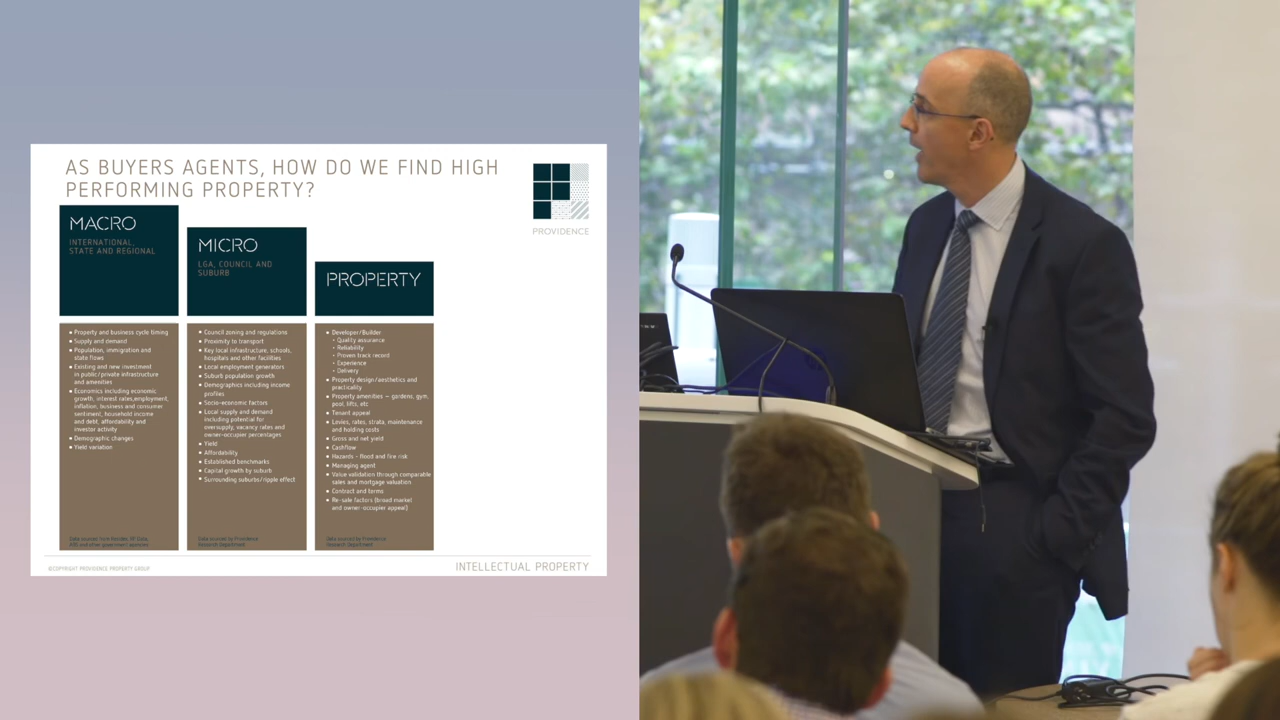 AS BUYERS AGENTS, HOW DO WE FIND HIGH
PERFORMING PROPERTY?
PROVIDENCE
MACRO
INTERNATIONAL,
STATE AND REGIONAL
• Property and business cycle timing
• Supply and demand
• Population, immigration and
state flows
• Existing and new investment
in public/private infrastructure
and amenities
• Economics including economic
growth, interest rates,employment,
inflation, business and consumer
sentiment, household income
and debt, affordability and
investor activity
• Demographic changes
• Yield variation
MICRO
LGA, COUNCIL AND
SUBURB
• Council zoning and regulations
• Proximity to transport
• Key local infrastructure, schools,
hospitals and other facilities
• Local employment generators
• Suburb population growth
• Demographics including income
profiles
• Socio-economic factors
• Local supply and demand
including potential for
oversupply, vacancy rates and
owner-occupier percentages
• Yield
• Affordability
• Established benchmarks
• Capital growth by suburb
• Surrounding suburbs/ripple effect
Data sourced by Providence
Research Department
PROPERTY
• Developer/Builder
- Quality assurance
- Reliability
- Proven track record
- Experience
- Delivery
• Property design/aesthetics and
practicality
• Property amenities – gardens, gym,
pool, lifts, etc
• Tenant appeal
• Levies, rates, strata, maintenance
and holding costs
• Gross and net yield
• Cashflow
• Hazards - flood and fire risk
• Managing agent
• Value validation through comparable
sales and mortgage valuation
• Contract and terms
• Re-sale factors (broad market
and owner-occupier appeal)
Data sourced by Providence
Research Department
©COPYRIGHT PROVIDENCE PROPERTY GROUP
INTELLECTUAL PROPERTY